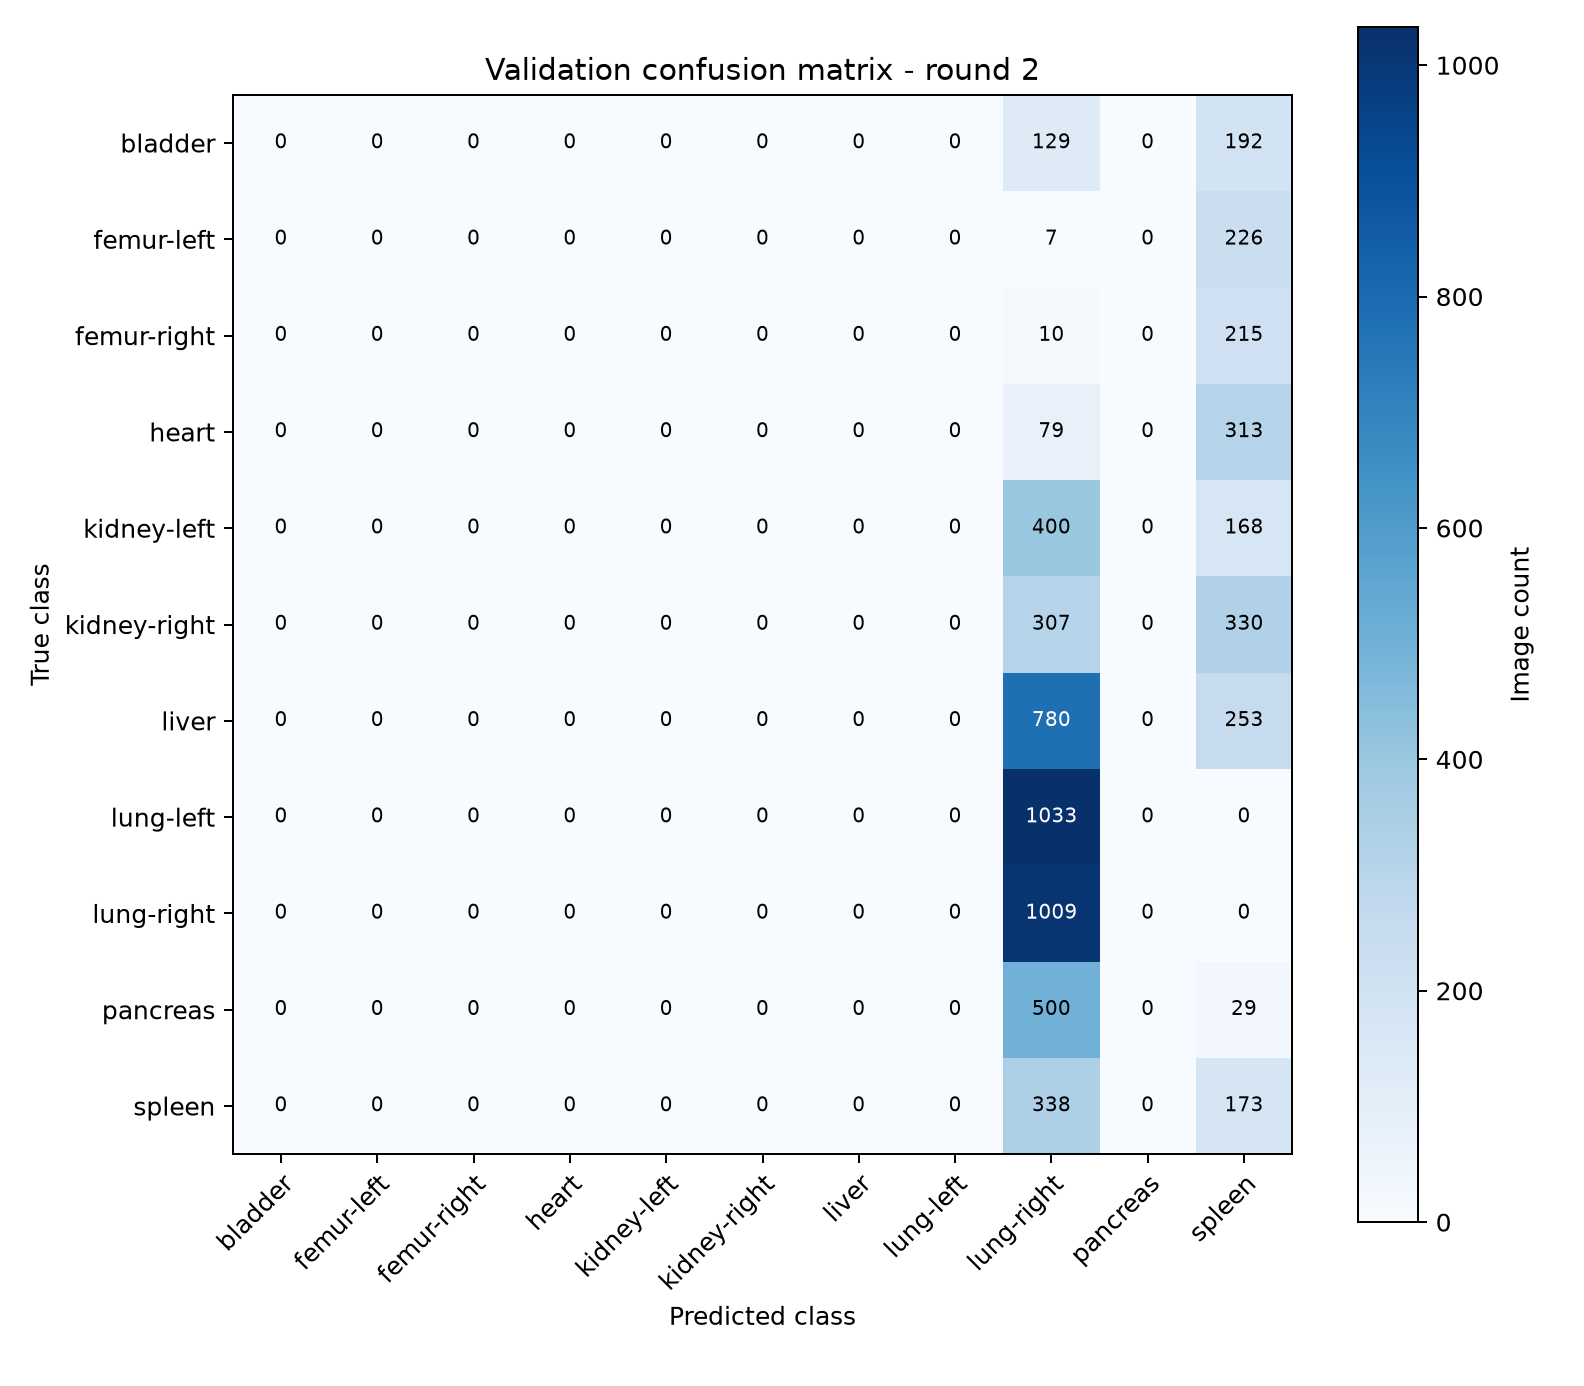 Validation confusion matrix - round 2
bladder 0 0 0 0 0 0 0 0 129 0 192
femur-left 0 0 0 0 0 0 0 0 7 0 226
femur-right 0 0 0 0 0 0 0 0 10 0 215
heart 0 0 0 0 0 0 0 0 79 0 313
kidney-left 0 0 0 0 0 0 0 0 400 0 168
kidney-right 0 0 0 0 0 0 0 0 307 0 330
liver 0 0 0 0 0 0 0 0 780 0 253
lung-left 0 0 0 0 0 0 0 0 1033 0 0
lung-right 0 0 0 0 0 0 0 0 1009 0 0
pancreas 0 0 0 0 0 0 0 0 500 0 29
spleen 0 0 0 0 0 0 0 0 338 0 173
True class
bladder femur-left femur-right heart kidney-left kidney-right liver lung-left lung-right pancreas spleen
Predicted class
1000
800
600
400
200
0
Image count